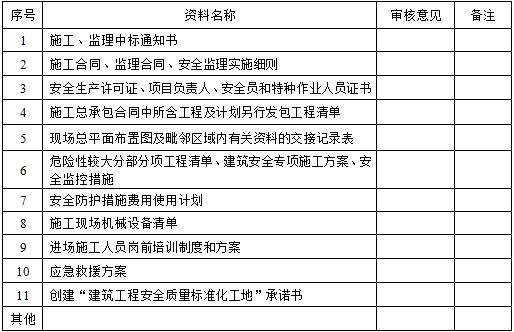 序号 资料名称 审核意见 备注
1 施工、监理中标通知书
2 施工合同、监理合同、安全监理实施细则
3 安全生产许可证、项目负责人、安全员和特种作业人员证书
4 施工总承包合同中所含工程及计划另行发包工程清单
5 现场总平面布置图及毗邻区域内有关资料的交接记录表
6 危险性较大分部分项工程清单、建筑安全专项施工方案、安
全监控措施
7 安全防护措施费用使用计划
8 施工现场机械设备清单
9 进场施工人员岗前培训制度和方案
10 应急救援方案
11 创建“建筑工程安全质量标准化工地”承诺书
其他